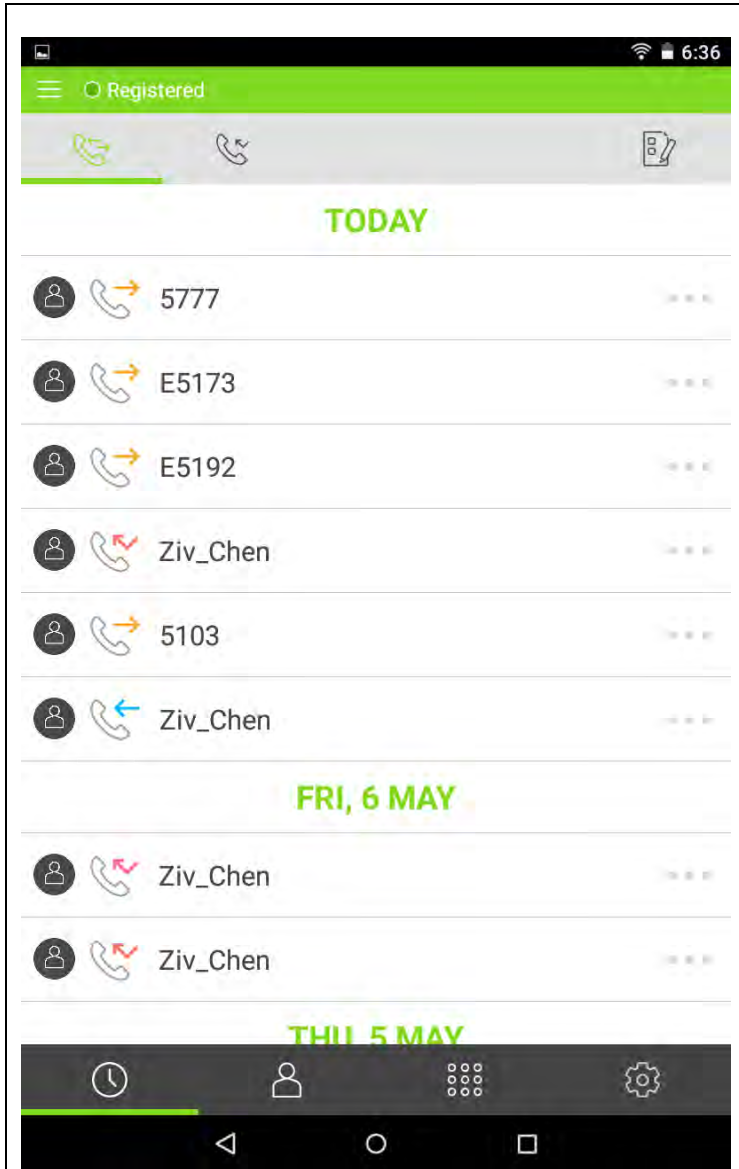 6:36
Registered
TODAY
5777
E5173
E5192
Ziv_Chen
5103
Ziv_Chen
FRI, 6 MAY
Ziv_Chen
Ziv_Chen
THU, 5 MAY